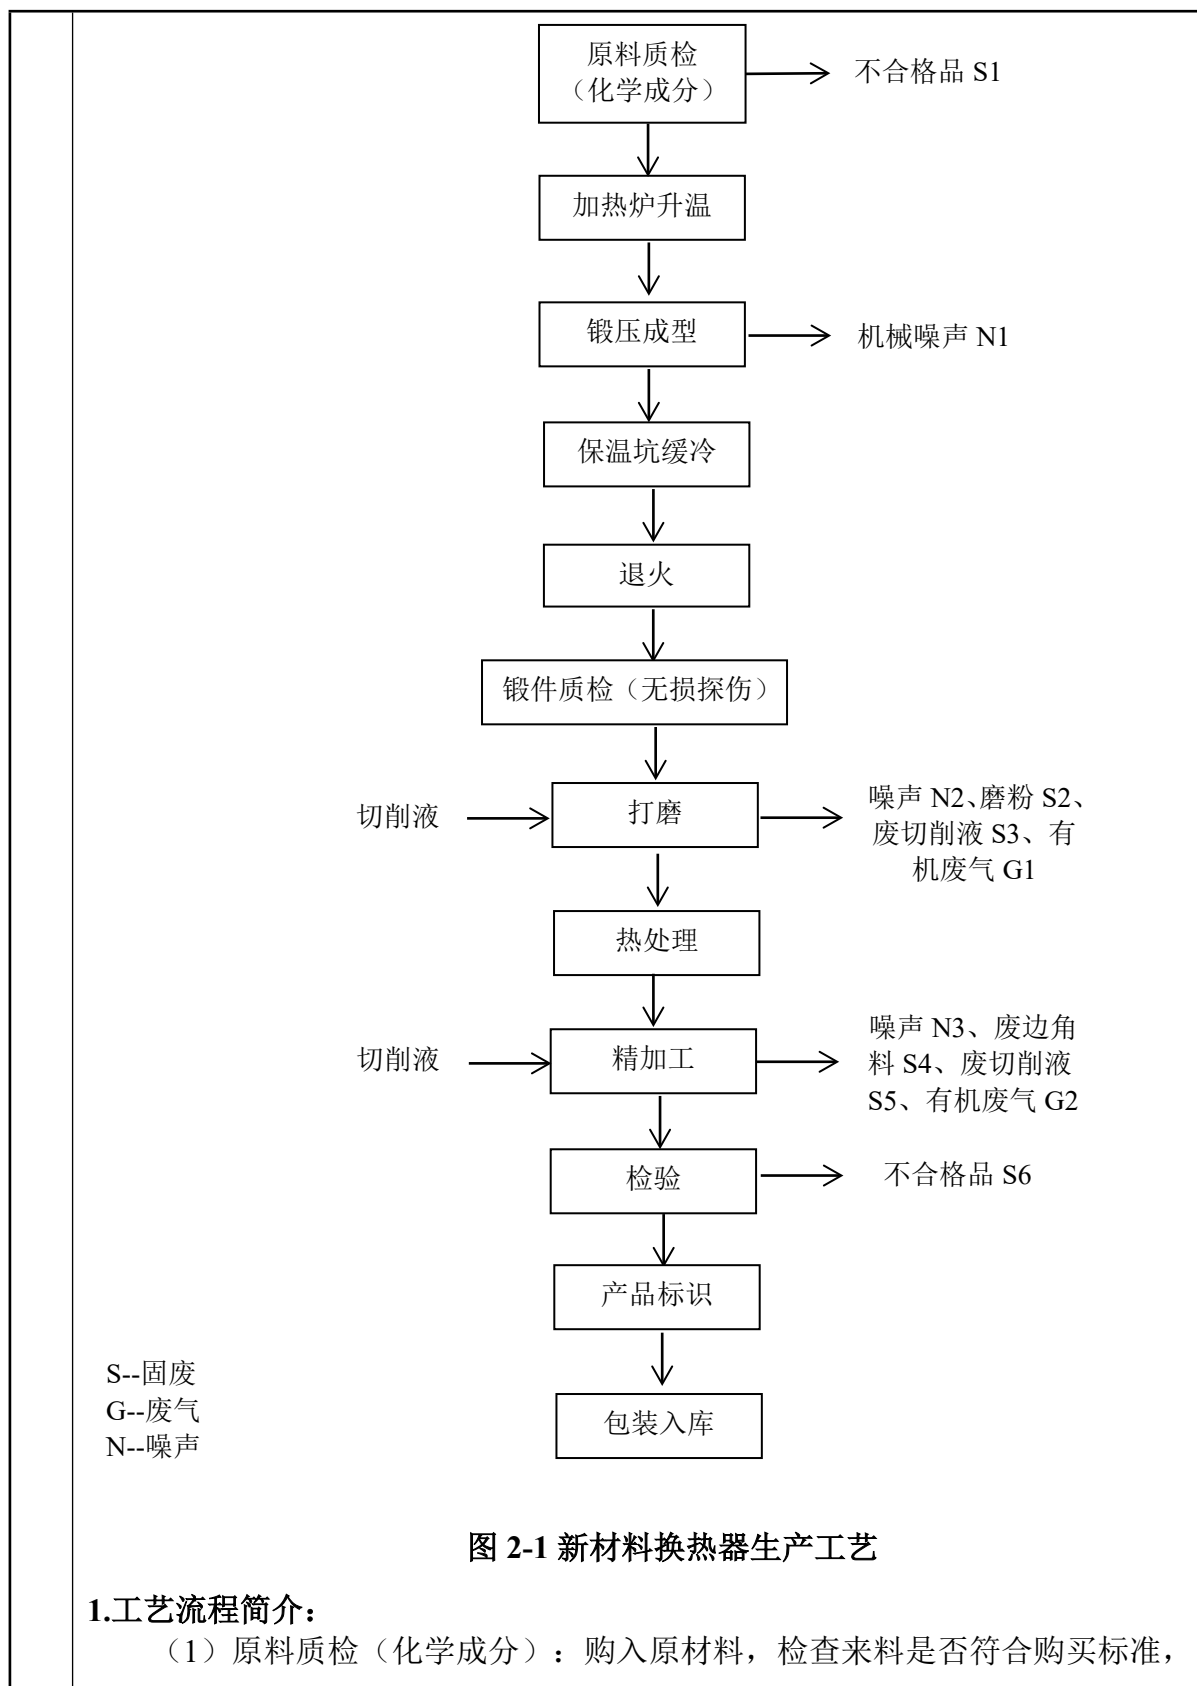 原料质检
（化学成分）
不合格品 S1
加热炉升温
锻压成型
机械噪声 N1
保温坑缓冷
退火
锻件质检（无损探伤）
切削液
打磨
噪声 N2、磨粉 S2、
废切削液 S3、有
机废气 G1
热处理
切削液
精加工
噪声 N3、废边角
料 S4、废切削液
S5、有机废气 G2
检验
不合格品 S6
产品标识
包装入库
S--固废
G--废气
N--噪声
图 2-1 新材料换热器生产工艺
1.工艺流程简介：
（1）原料质检（化学成分）：购入原材料，检查来料是否符合购买标准，